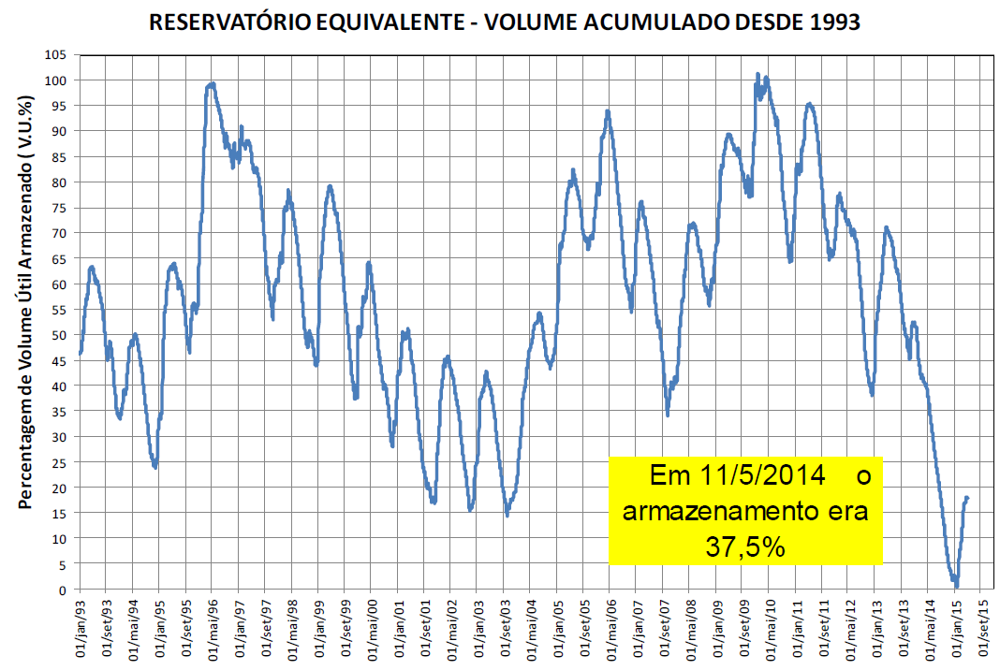 RESERVATÓRIO EQUIVALENTE - VOLUME ACUMULADO DESDE 1993
Percentagem de Volume Útil Armazenado ( V.U.%)
105
100
95
90
85
80
75
70
65
60
55
50
45
40
35
30
25
20
15
10
5
0
Em 11/5/2014 o
armazenamento era
37,5%
01/jan/93
01/set/93
01/mai/94
01/jan/95
01/set/95
01/mai/96
01/jan/97
01/set/97
01/mai/98
01/jan/99
01/set/99
01/mai/00
01/jan/01
01/set/01
01/mai/02
01/jan/03
01/set/03
01/mai/04
01/jan/05
01/set/05
01/mai/06
01/jan/07
01/set/07
01/mai/08
01/jan/09
01/set/09
01/mai/10
01/jan/11
01/set/11
01/mai/12
01/jan/13
01/set/13
01/mai/14
01/jan/15
01/set/15